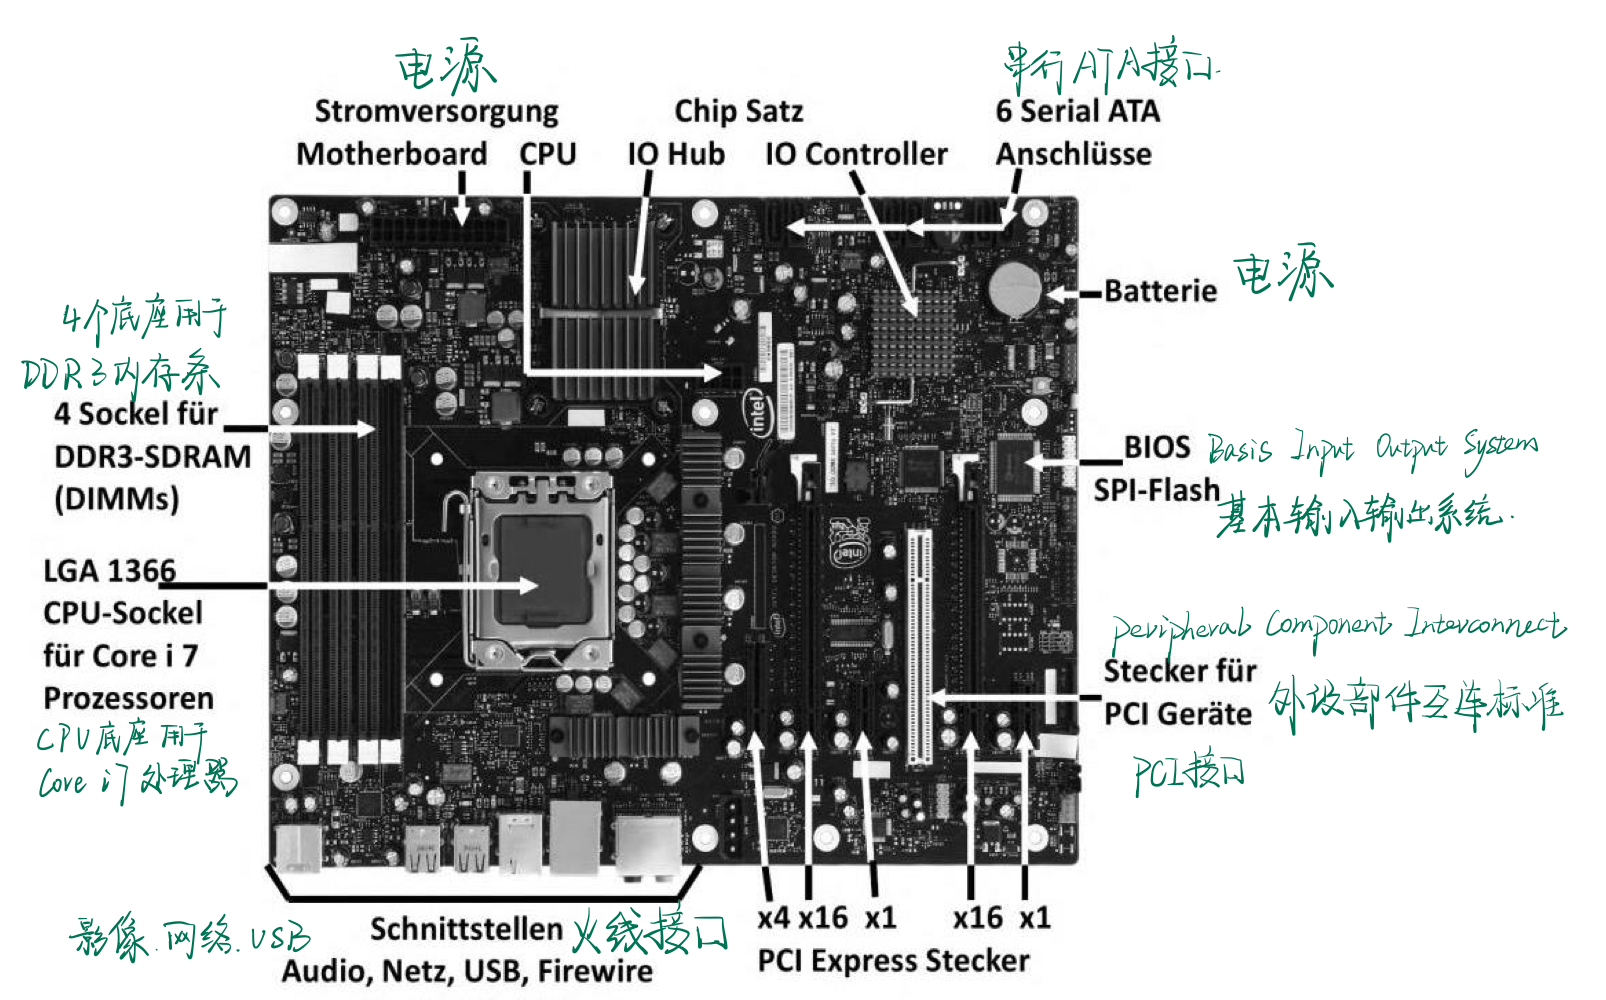 电源
串行ATA接口
Stromversorgung
Chip Satz
6 Serial ATA
Motherboard CPU
IO Hub
IO Controller
Anschlüsse
电源
Batterie
4个底座用于
DDR3内存条
4 Sockel für
DDR3-SDRAM
(DIMMs)
intel
BIOS
Basis Input Output System
SPI-Flash
基本输入输出系统.
LGA 1366
CPU-Sockel
für Core i 7
Prozessoren
CPU底座用于
Core i7处理器
intel
Peripheral Component Interconnect
Stecker für
PCI Geräte
外设部件互连标准
PCI接口
x4 x16 x1 x16 x1
PCI Express Stecker
影像.网络.USB
Schnittstellen
火线接口
Audio, Netz, USB, Firewire